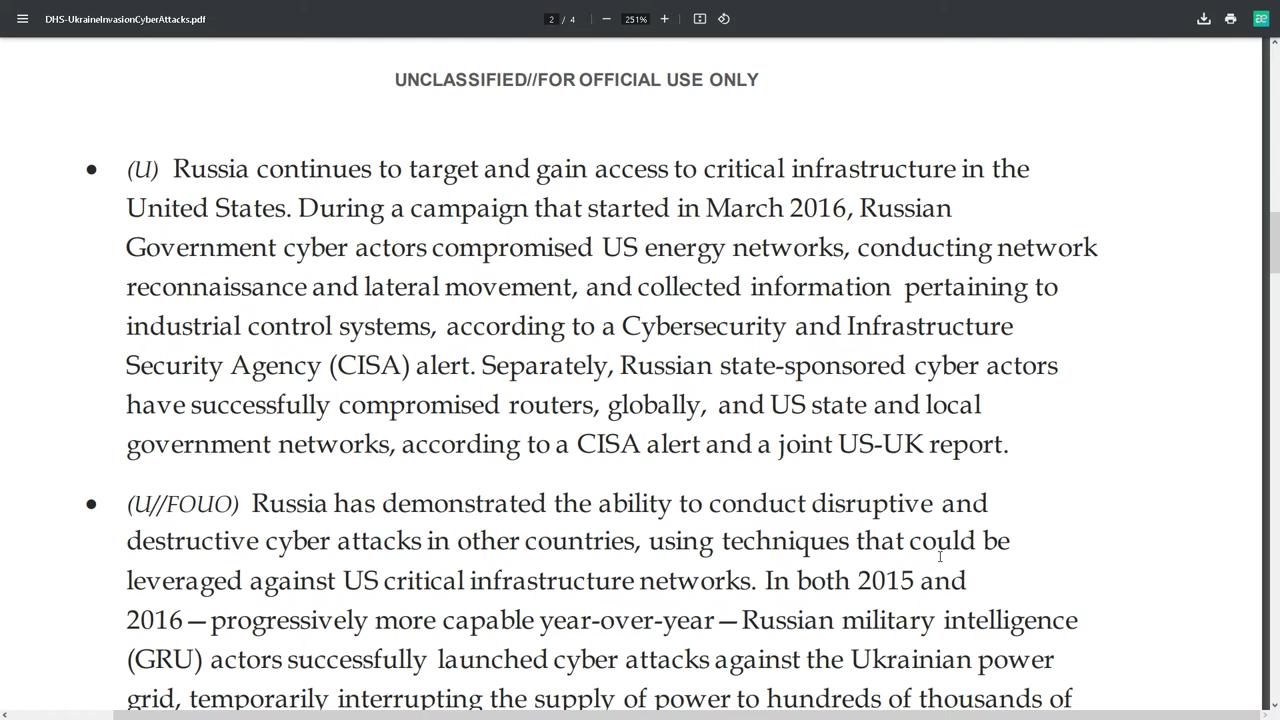 DHS-UkraineInvasionCyberAttacks.pdf 2 / 4 251%
UNCLASSIFIED//FOR OFFICIAL USE ONLY
• (U) Russia continues to target and gain access to critical infrastructure in the
United States. During a campaign that started in March 2016, Russian
Government cyber actors compromised US energy networks, conducting network
reconnaissance and lateral movement, and collected information pertaining to
industrial control systems, according to a Cybersecurity and Infrastructure
Security Agency (CISA) alert. Separately, Russian state-sponsored cyber actors
have successfully compromised routers, globally, and US state and local
government networks, according to a CISA alert and a joint US-UK report.
• (U//FOUO) Russia has demonstrated the ability to conduct disruptive and
destructive cyber attacks in other countries, using techniques that could be
leveraged against US critical infrastructure networks. In both 2015 and
2016—progressively more capable year-over-year—Russian military intelligence
(GRU) actors successfully launched cyber attacks against the Ukrainian power
grid, temporarily interrupting the supply of power to hundreds of thousands of